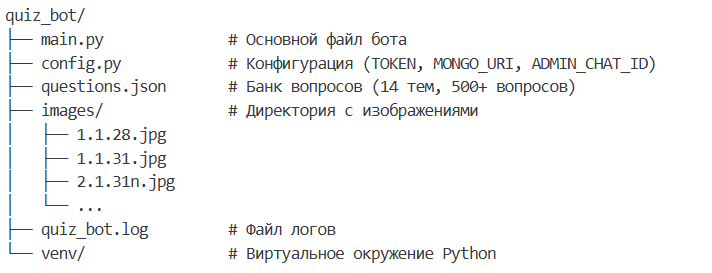 quiz_bot/
├── main.py            # Основной файл бота
├── config.py          # Конфигурация (TOKEN, MONGO_URI, ADMIN_CHAT_ID)
├── questions.json     # Банк вопросов (14 тем, 500+ вопросов)
├── images/            # Директория с изображениями
│   ├── 1.1.28.jpg
│   ├── 1.1.31.jpg
│   ├── 2.1.31n.jpg
│   └── ...
├── quiz_bot.log       # Файл логов
└── venv/              # Виртуальное окружение Python